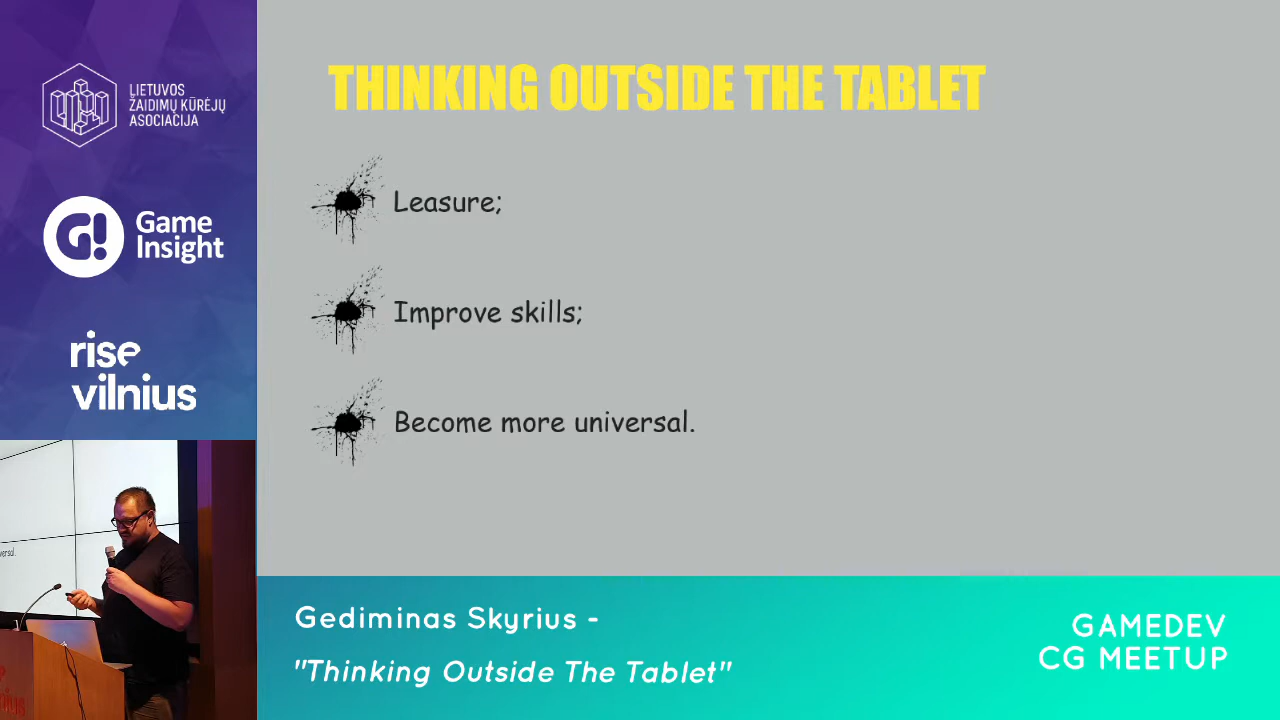 LIETUVOS
ŽAIDIMŲ KŪRĖJŲ
ASOCIACIJA
G! Game
Insight
rise
vilnius
THINKING OUTSIDE THE TABLET
Leasure;
Improve skills;
Become more universal.
Gediminas Skyrius -
"Thinking Outside The Tablet"
GAMEDEV
CG MEETUP